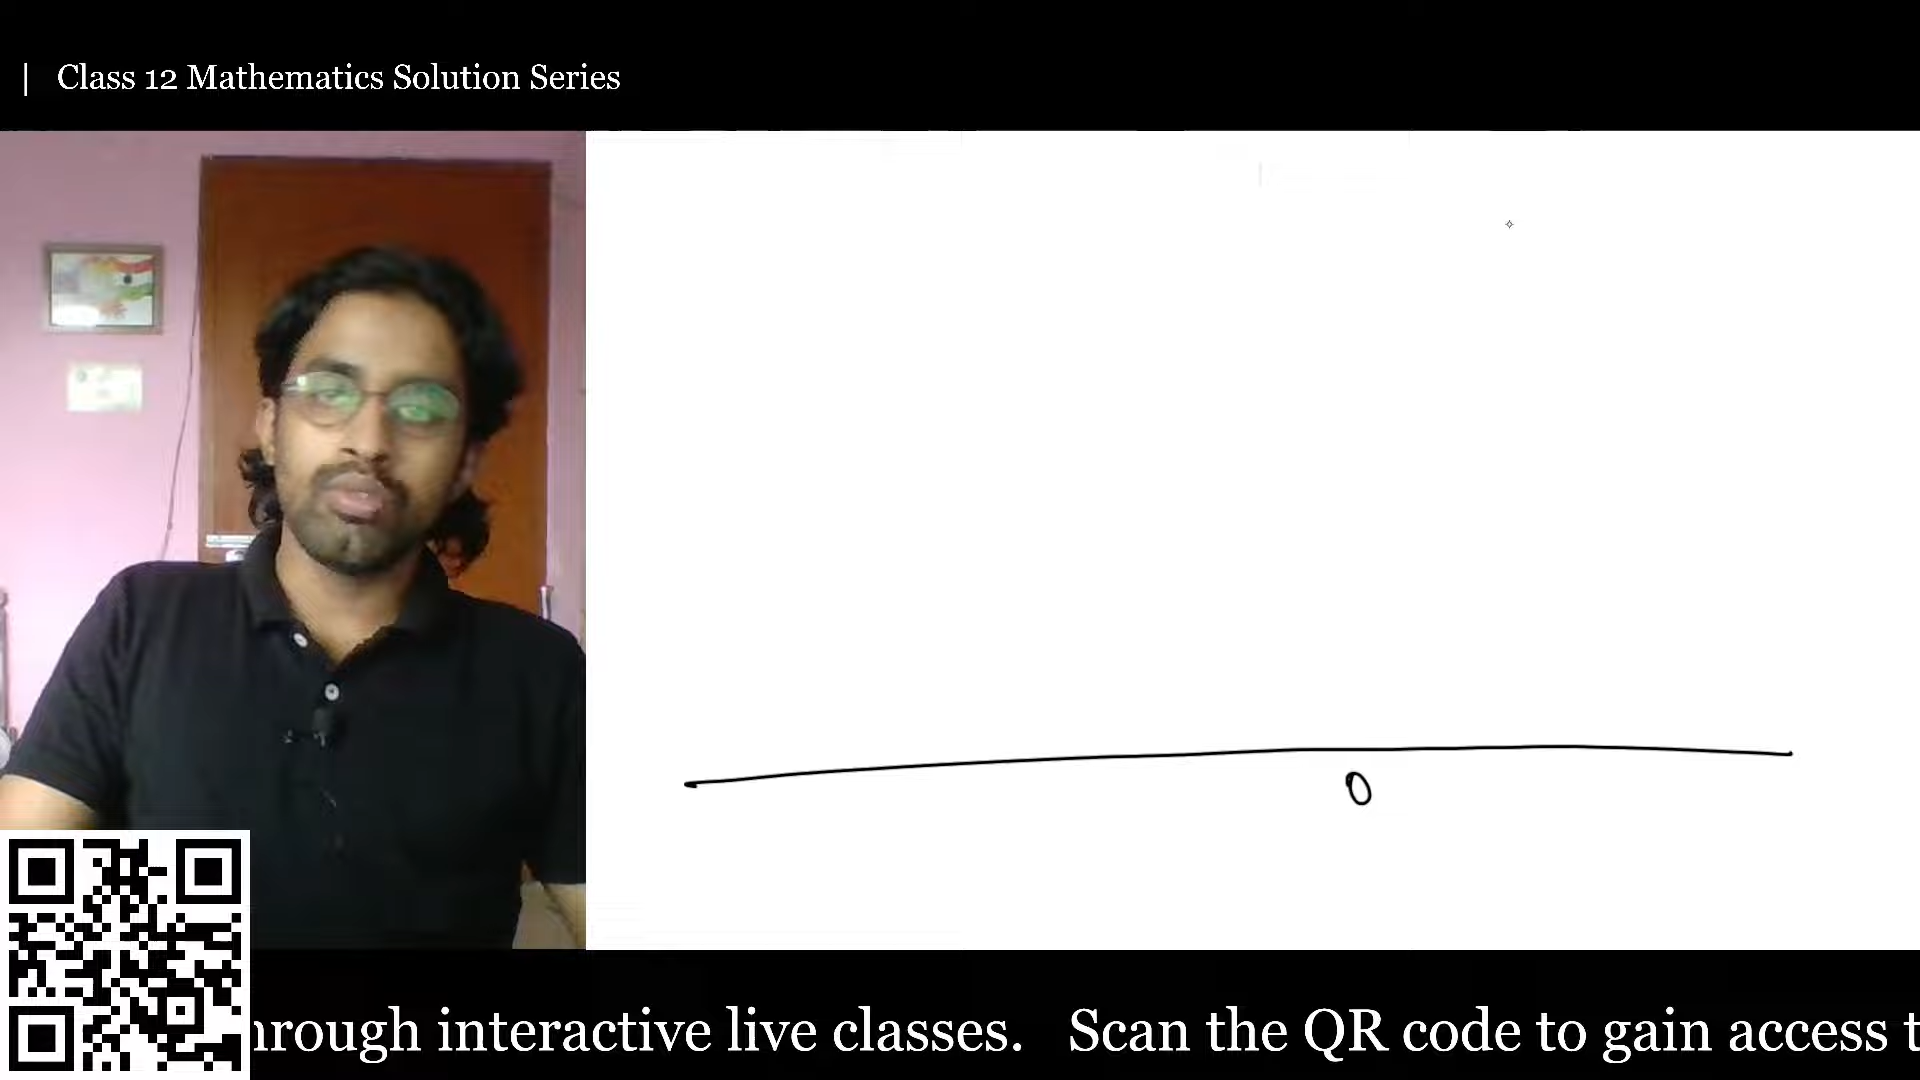 | Class 12 Mathematics Solution Series
0
hrough interactive live classes. Scan the QR code to gain access t